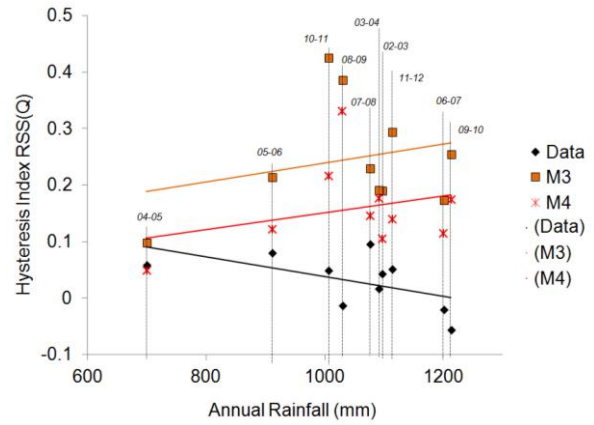 0.5
0.4
0.3
0.2
0.1
0
-0.1
Hysteresis Index RSS(Q)
04-05
05-06
10-11
08-09
07-08
03-04
02-03
11-12
06-07
09-10
600
800
1000
1200
Annual Rainfall (mm)
Data
M3
M4
(Data)
(M3)
(M4)